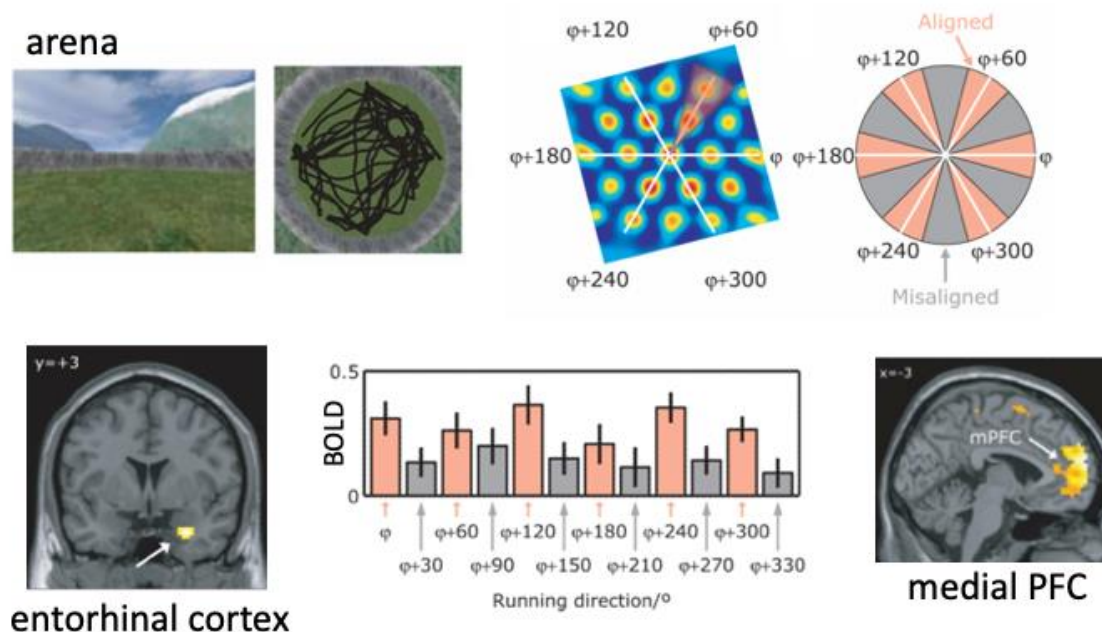 arena
φ+120
φ+60
φ+180
φ
φ+240
φ+300
Aligned
φ+120
φ+60
φ+180
φ
φ+240
φ+300
Misaligned
y=+3
entorhinal cortex
0.5
BOLD
0
φ
φ+60
φ+120
φ+180
φ+240
φ+300
φ+30
φ+90
φ+150
φ+210
φ+270
φ+330
Running direction/º
x=-3
mPFC
medial PFC